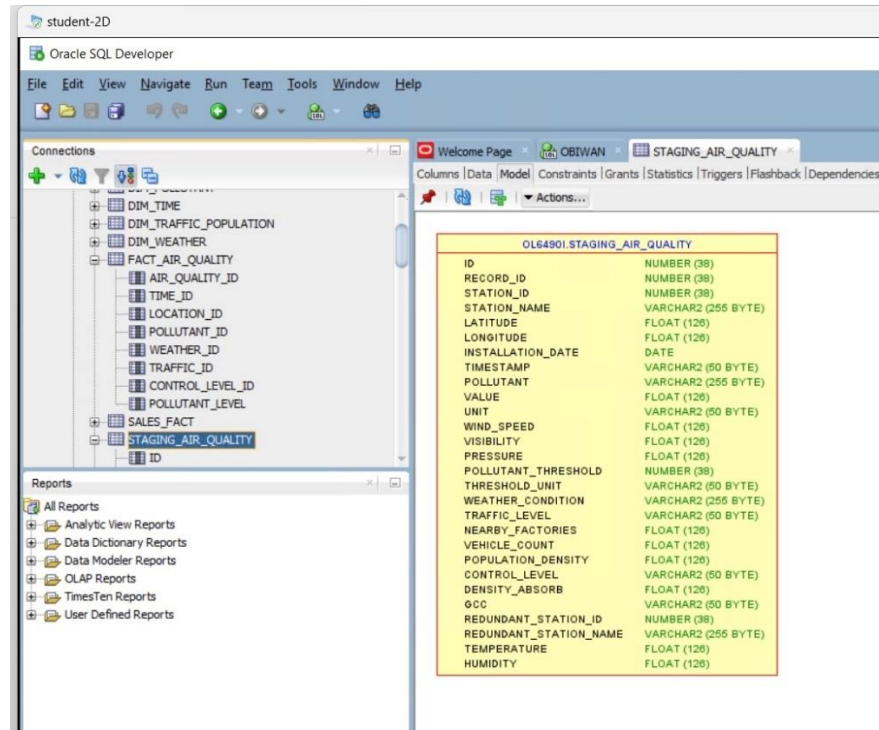 student-2D
Oracle SQL Developer
File Edit View Navigate Run Team Tools Window Help
Connections
DIM_TIME
DIM_TRAFFIC_POPULATION
DIM_WEATHER
FACT_AIR_QUALITY
AIR_QUALITY_ID
TIME_ID
LOCATION_ID
POLLUTANT_ID
WEATHER_ID
TRAFFIC_ID
CONTROL_LEVEL_ID
POLLUTANT_LEVEL
SALES_FACT
STAGING_AIR_QUALITY
ID
Reports
All Reports
Analytic View Reports
Data Dictionary Reports
Data Modeler Reports
OLAP Reports
TimesTen Reports
User Defined Reports
Welcome Page OBIWAN STAGING_AIR_QUALITY
Columns |Data |Model |Constraints |Grants |Statistics |Triggers |Flashback |Dependencies
Actions...
OL6490I.STAGING_AIR_QUALITY
ID NUMBER (38)
RECORD_ID NUMBER (38)
STATION_ID NUMBER (38)
STATION_NAME VARCHAR2 (255 BYTE)
LATITUDE FLOAT (126)
LONGITUDE FLOAT (126)
INSTALLATION_DATE DATE
TIMESTAMP VARCHAR2 (50 BYTE)
POLLUTANT VARCHAR2 (255 BYTE)
VALUE FLOAT (126)
UNIT VARCHAR2 (50 BYTE)
WIND_SPEED FLOAT (126)
VISIBILITY FLOAT (126)
PRESSURE FLOAT (126)
POLLUTANT_THRESHOLD NUMBER (38)
THRESHOLD_UNIT VARCHAR2 (50 BYTE)
WEATHER_CONDITION VARCHAR2 (255 BYTE)
TRAFFIC_LEVEL VARCHAR2 (50 BYTE)
NEARBY_FACTORIES FLOAT (126)
VEHICLE_COUNT FLOAT (126)
POPULATION_DENSITY FLOAT (126)
CONTROL_LEVEL VARCHAR2 (50 BYTE)
DENSITY_ABSORB FLOAT (126)
GCC VARCHAR2 (50 BYTE)
REDUNDANT_STATION_ID NUMBER (38)
REDUNDANT_STATION_NAME VARCHAR2 (255 BYTE)
TEMPERATURE FLOAT (126)
HUMIDITY FLOAT (126)